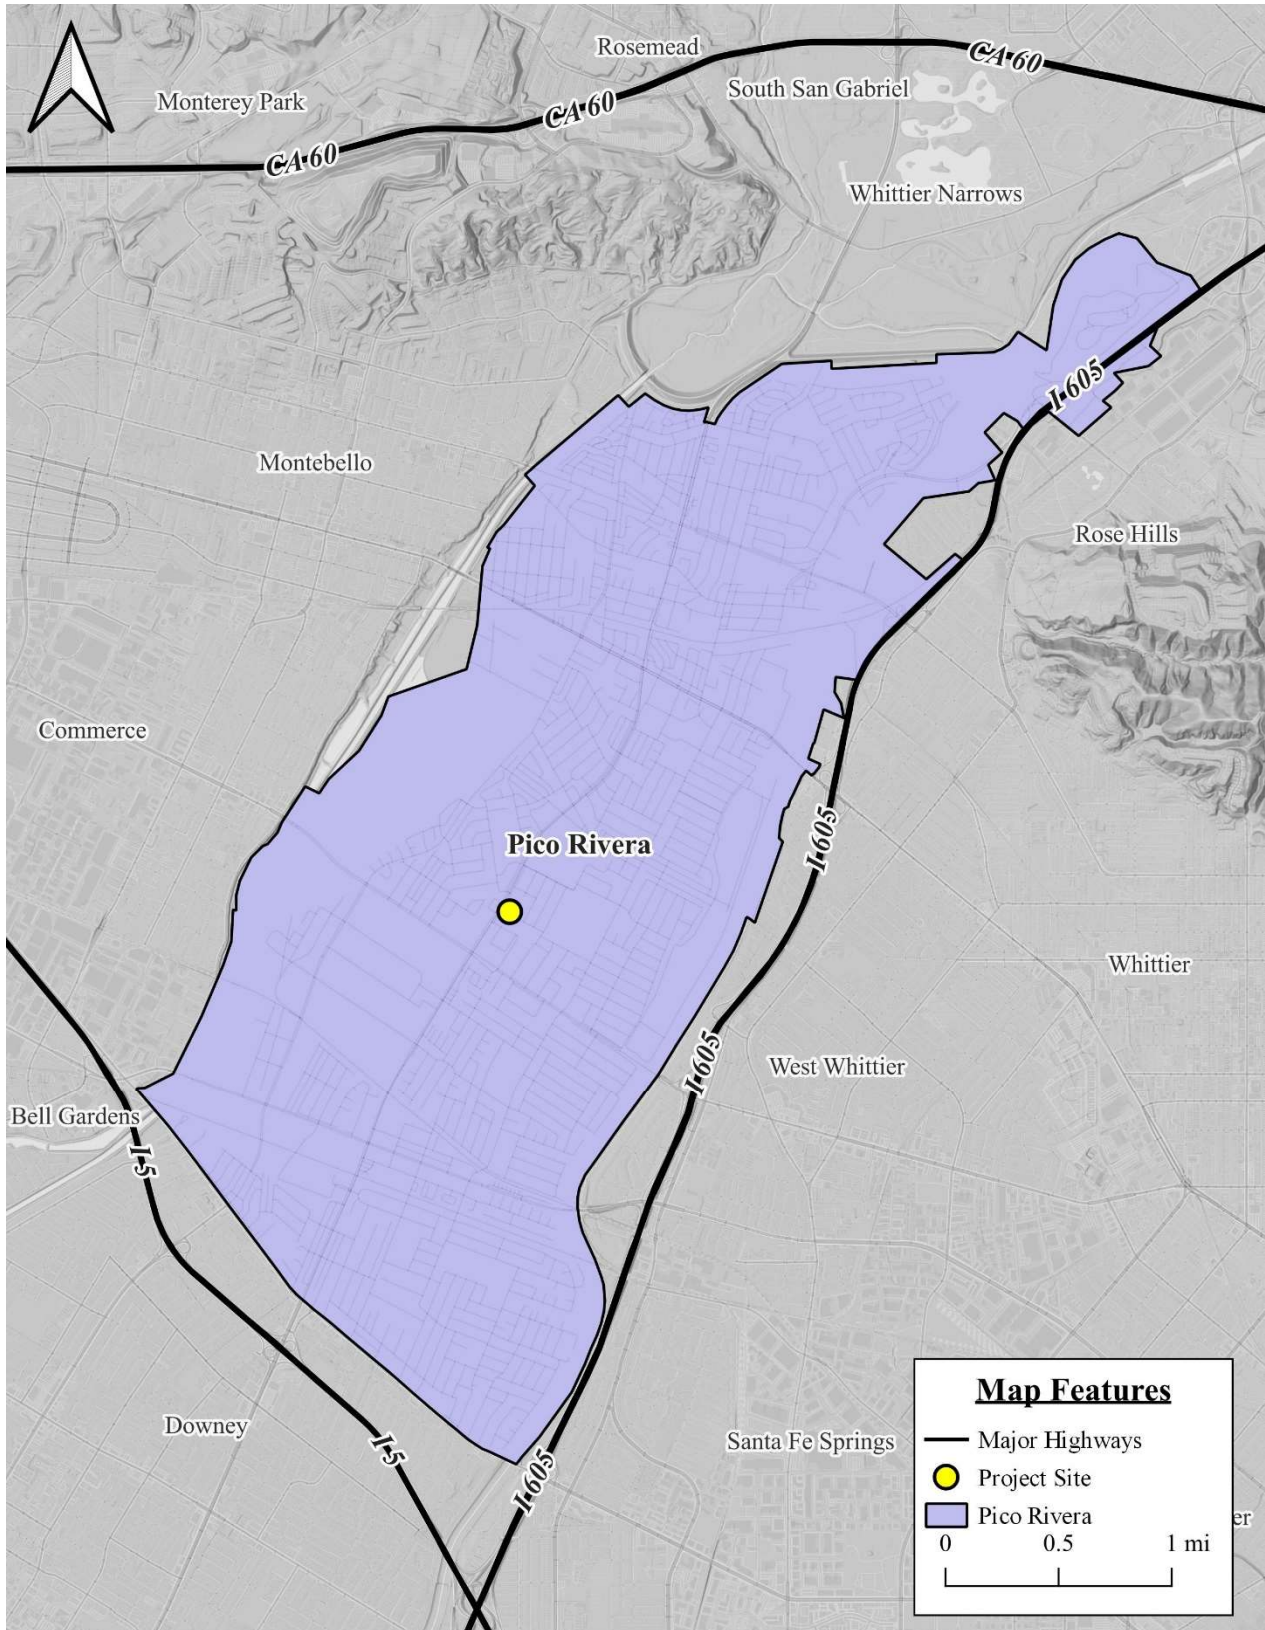 Rosemead
CA 60
South San Gabriel
Monterey Park
CA 60
CA 60
Whittier Narrows
I 605
Montebello
Rose Hills
Commerce
Pico Rivera
I 605
Whittier
I 605
West Whittier
Bell Gardens
I-5
Downey
I-5
Santa Fe Springs
I 605
Map Features
Major Highways
Project Site
Pico Rivera
er
0 0.5 1 mi